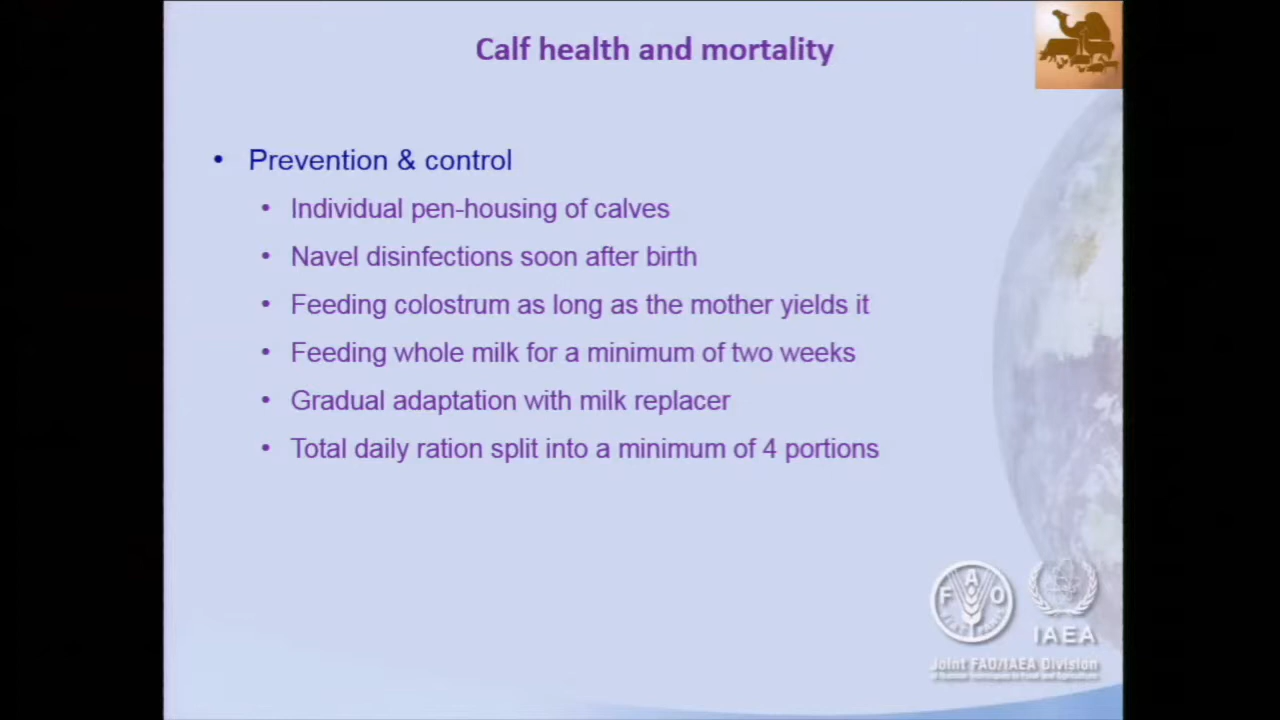 Calf health and mortality
• Prevention & control
• Individual pen-housing of calves
• Navel disinfections soon after birth
• Feeding colostrum as long as the mother yields it
• Feeding whole milk for a minimum of two weeks
• Gradual adaptation with milk replacer
• Total daily ration split into a minimum of 4 portions
F A O
IAEA
Joint FAO/IAEA Division